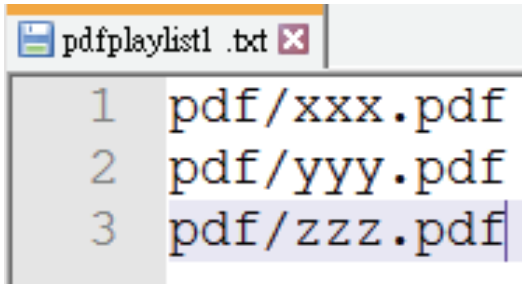 pdfplaylist1 .txt
1 pdf/xxx.pdf
2 pdf/yyy.pdf
3 pdf/zzz.pdf